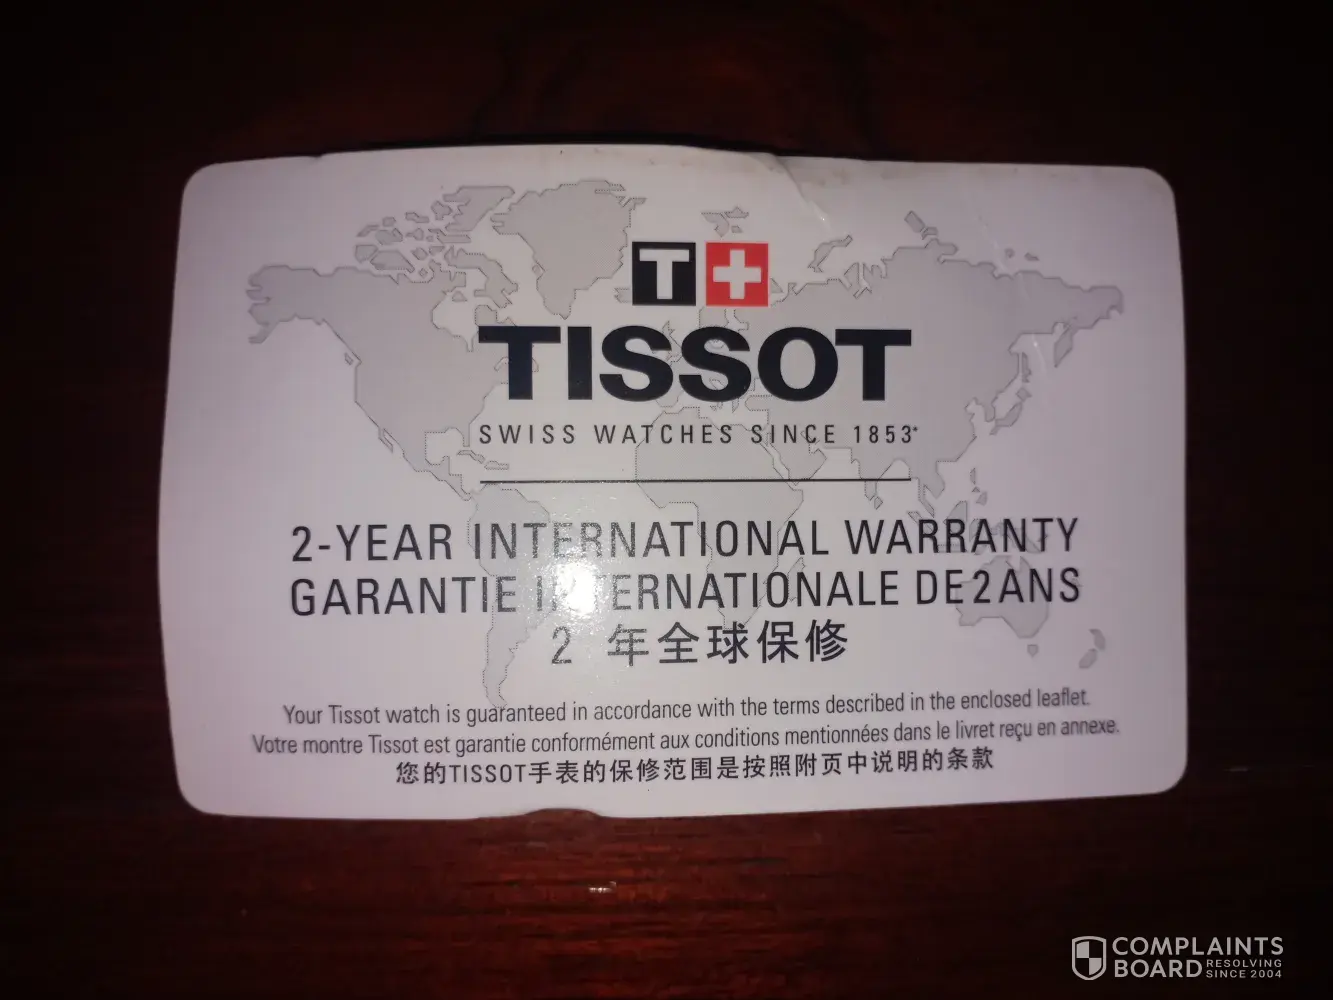 T
TISSOT
SWISS WATCHES SINCE 1853*
2-YEAR INTERNATIONAL WARRANTY
GARANTIE INTERNATIONALE DE 2 ANS
2 年全球保修
Your Tissot watch is guaranteed in accordance with the terms described in the enclosed leaflet.
Votre montre Tissot est garantie conformément aux conditions mentionnées dans le livret reçu en annexe.
您的TISSOT手表的保修范围是按照附页中说明的条款
COMPLAINTS
BOARD RESOLVING
SINCE 2004